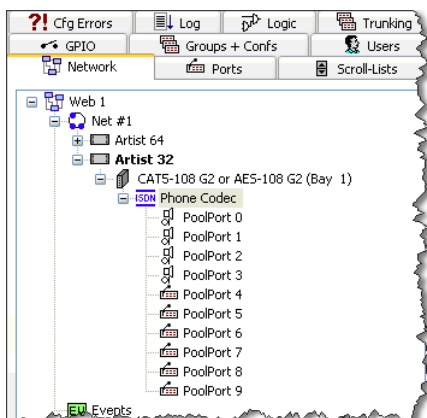 ?! Cfg Errors Log Logic Trunking
GPIO Groups + Confs Users
Network Ports Scroll-Lists
Web 1
Net #1
Artist 64
Artist 32
CAT5-108 G2 or AES-108 G2 (Bay 1)
ISDN Phone Codec
PoolPort 0
PoolPort 1
PoolPort 2
PoolPort 3
PoolPort 4
PoolPort 5
PoolPort 6
PoolPort 7
PoolPort 8
PoolPort 9
EV Events